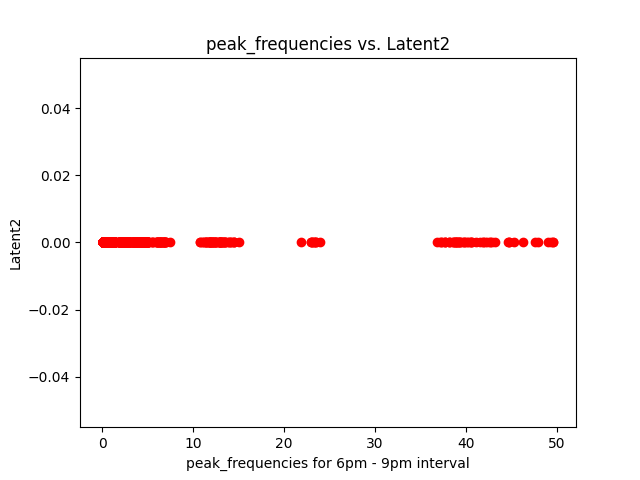 peak_frequencies vs. Latent2
0.04
0.02
0.00
−0.02
−0.04
Latent2
0 10 20 30 40 50
peak_frequencies for 6pm - 9pm interval